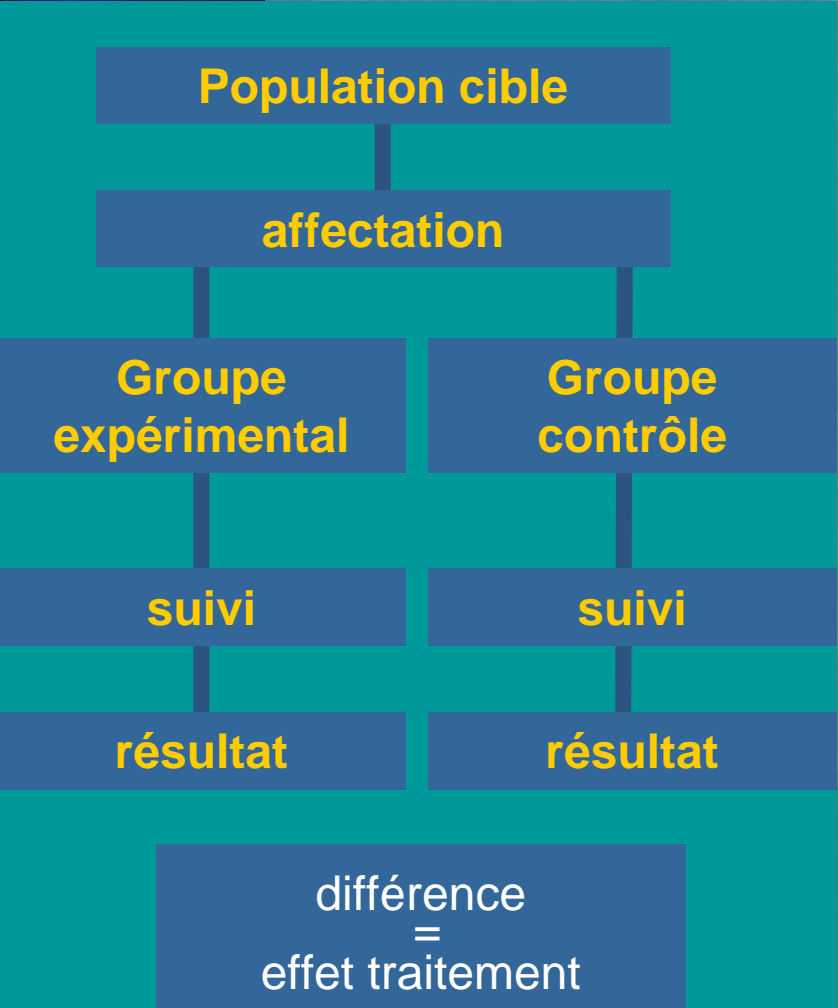 Population cible
affectation
Groupe
expérimental
Groupe
contrôle
suivi
suivi
résultat
résultat
différence
=
effet traitement